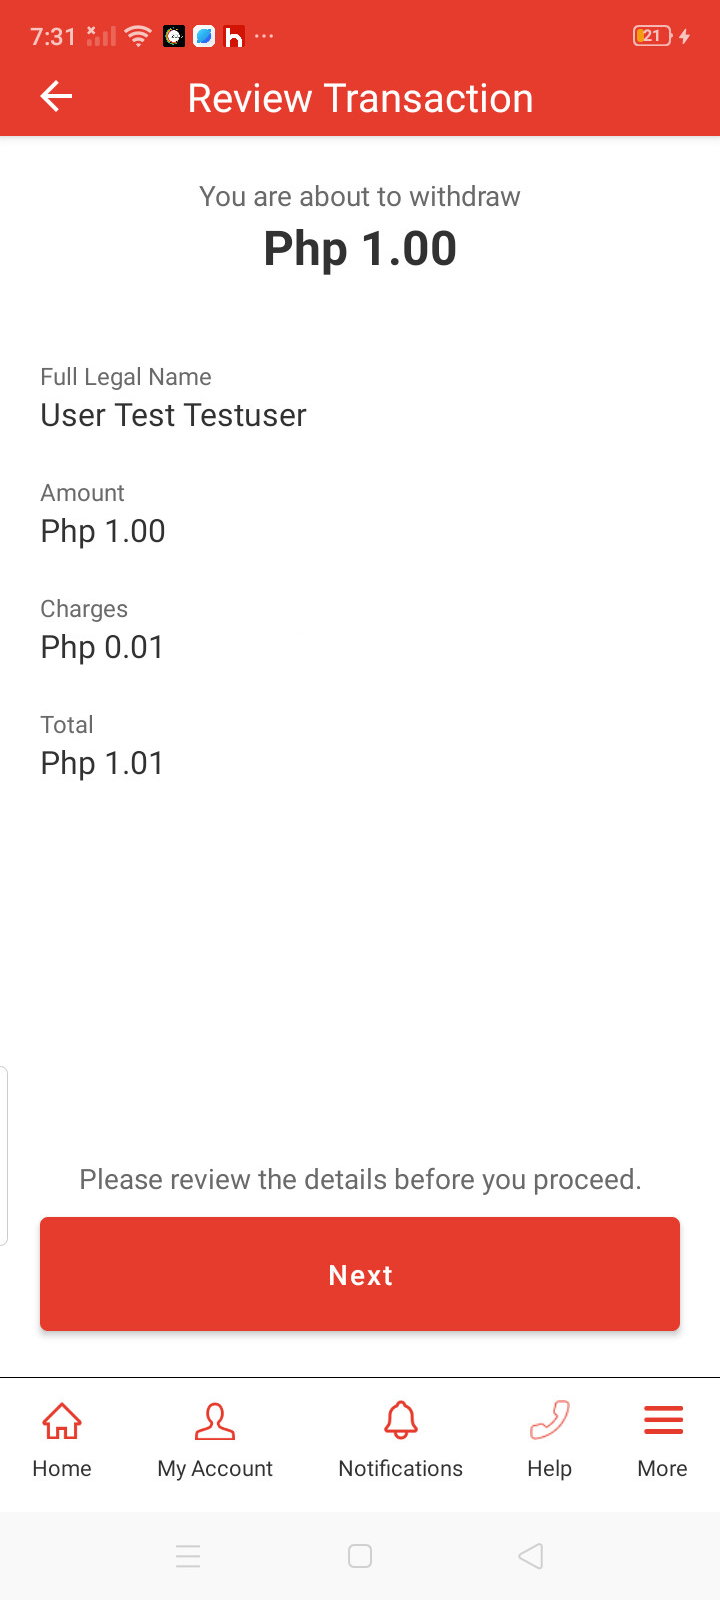 7:31
21
Review Transaction
You are about to withdraw
Php 1.00
Full Legal Name
User Test Testuser
Amount
Php 1.00
Charges
Php 0.01
Total
Php 1.01
Please review the details before you proceed.
Next
Home
My Account
Notifications
Help
More